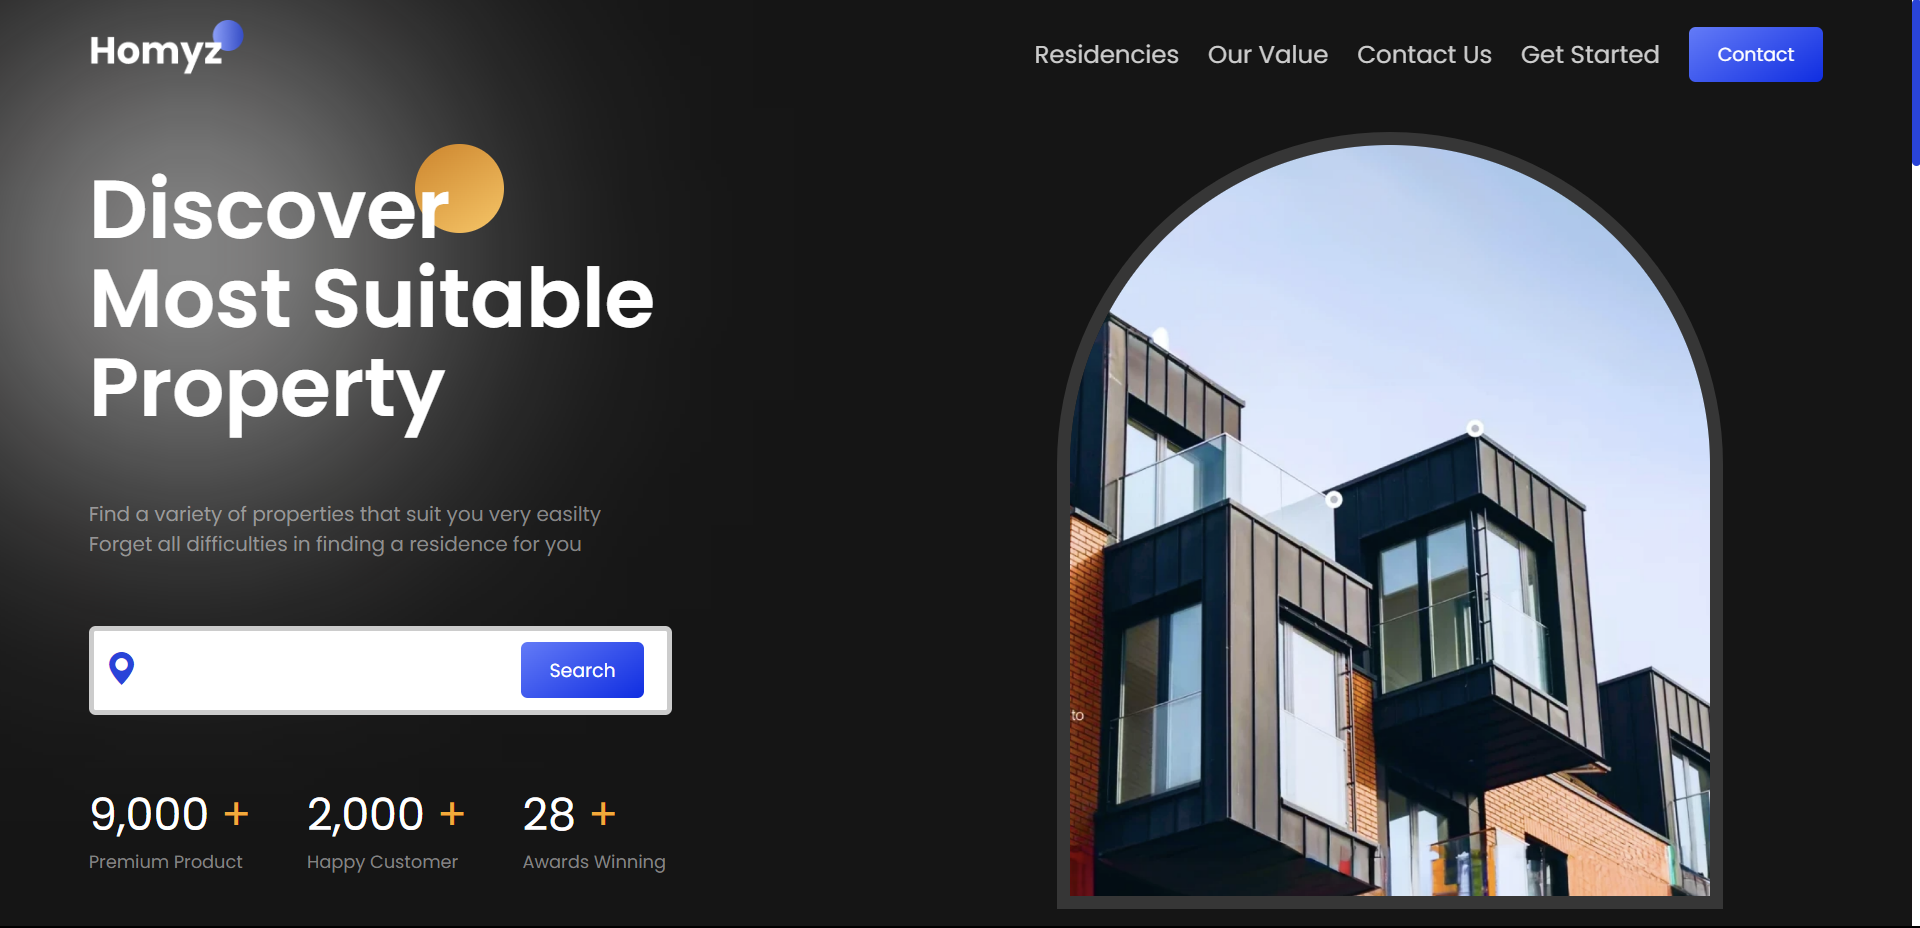 Homyz
Residencies
Our Value
Contact Us
Get Started
Contact
Discover
Most Suitable
Property
Find a variety of properties that suit you very easilty
Forget all difficulties in finding a residence for you
Search
to
9,000 +
2,000 +
28 +
Premium Product
Happy Customer
Awards Winning